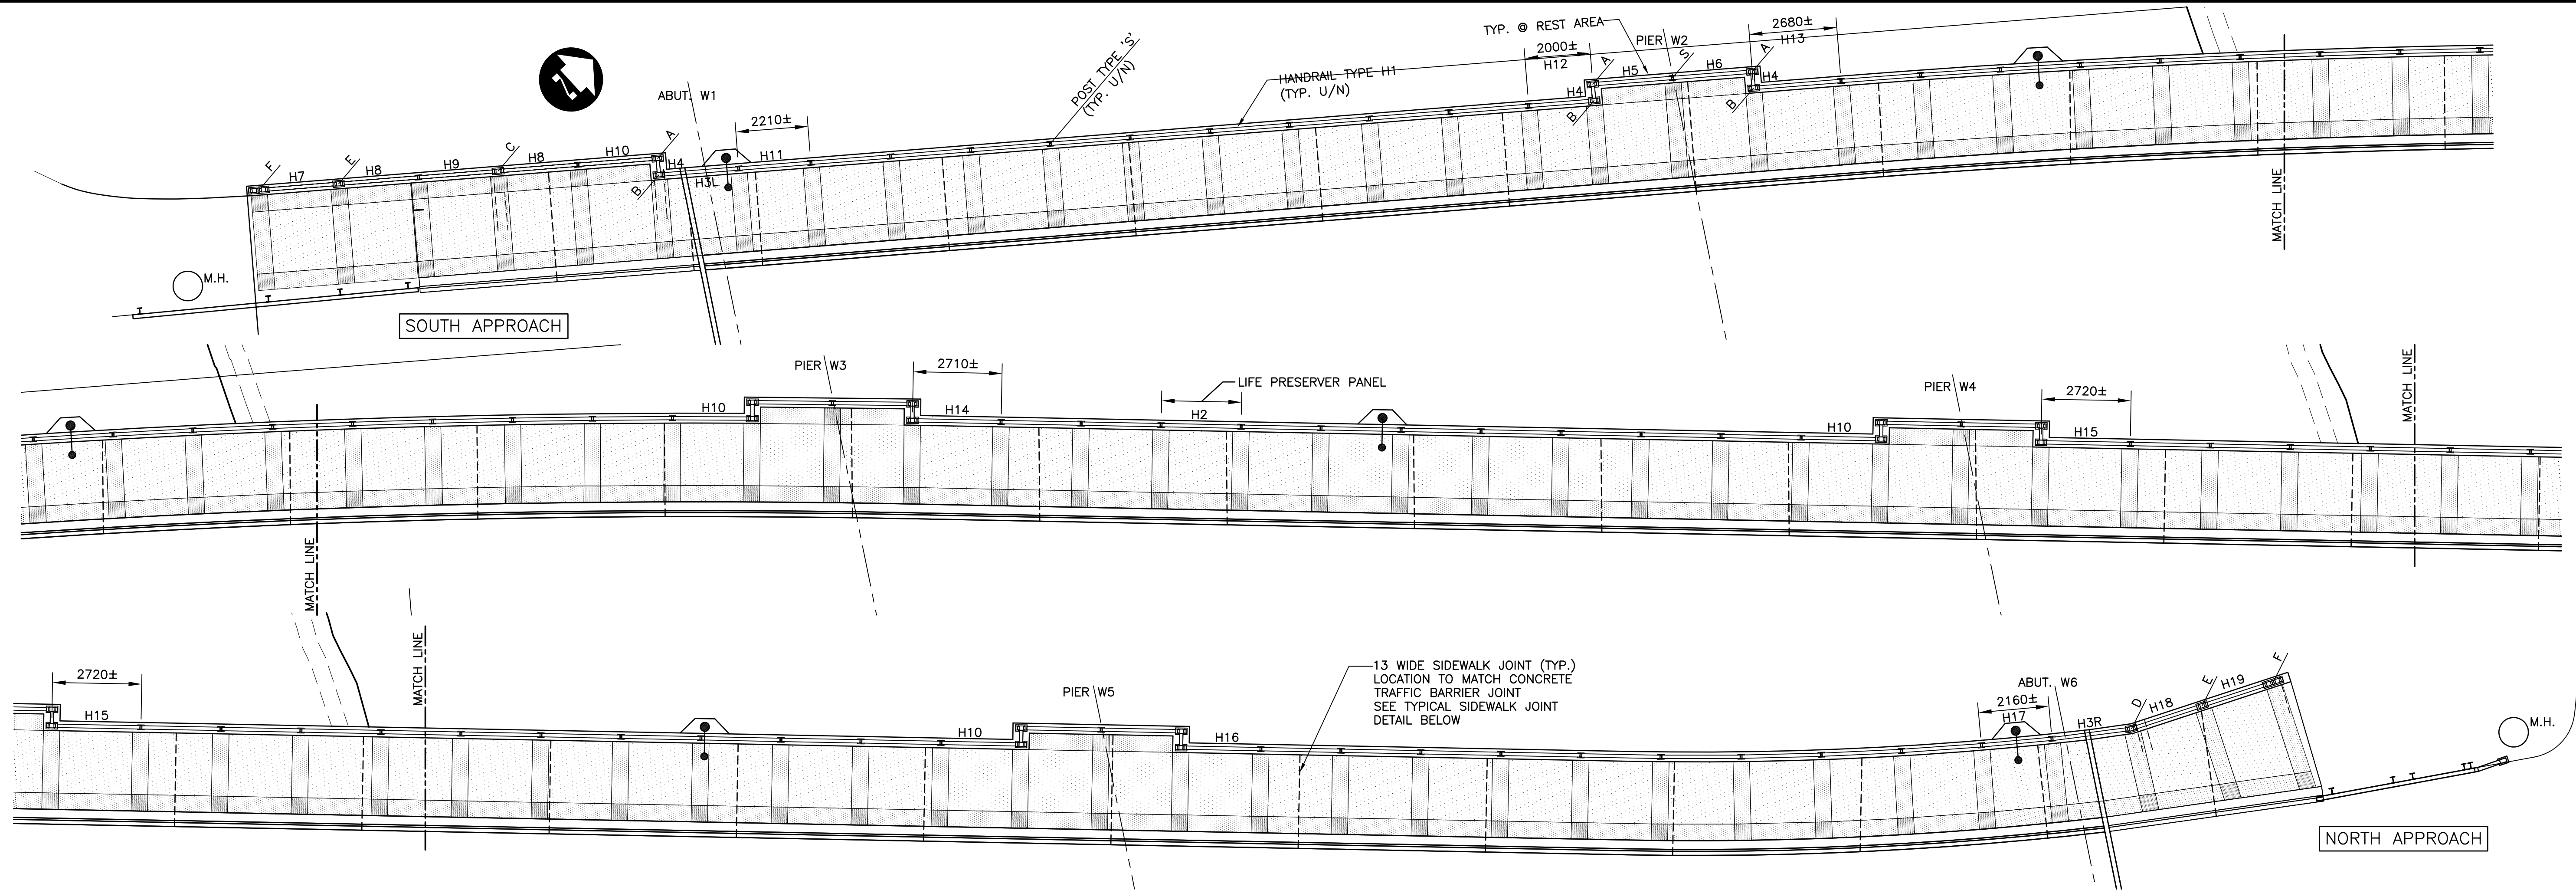 TYP. @ REST AREA
2680±
H13
PIER W2
S
A
2000±
H12
A
H5
H6
H4
H4
B
B
HANDRAIL TYPE H1
(TYP. U/N)
POST TYPE 'S'
(TYP. U/N)
ABUT. W1
2210±
H11
A
H10
H4
B
H3L
C
H8
H9
E
H8
F
H7
M.H.
SOUTH APPROACH
MATCH LINE
PIER W3
2710±
H10
H14
LIFE PRESERVER PANEL
H2
PIER W4
2720±
H10
H15
MATCH LINE
MATCH LINE
2720±
H15
MATCH LINE
PIER W5
H10
H16
13 WIDE SIDEWALK JOINT (TYP.)
LOCATION TO MATCH CONCRETE
TRAFFIC BARRIER JOINT
SEE TYPICAL SIDEWALK JOINT
DETAIL BELOW
2160±
H17
ABUT. W6
H3R
D
H18
E
H19
F
M.H.
NORTH APPROACH